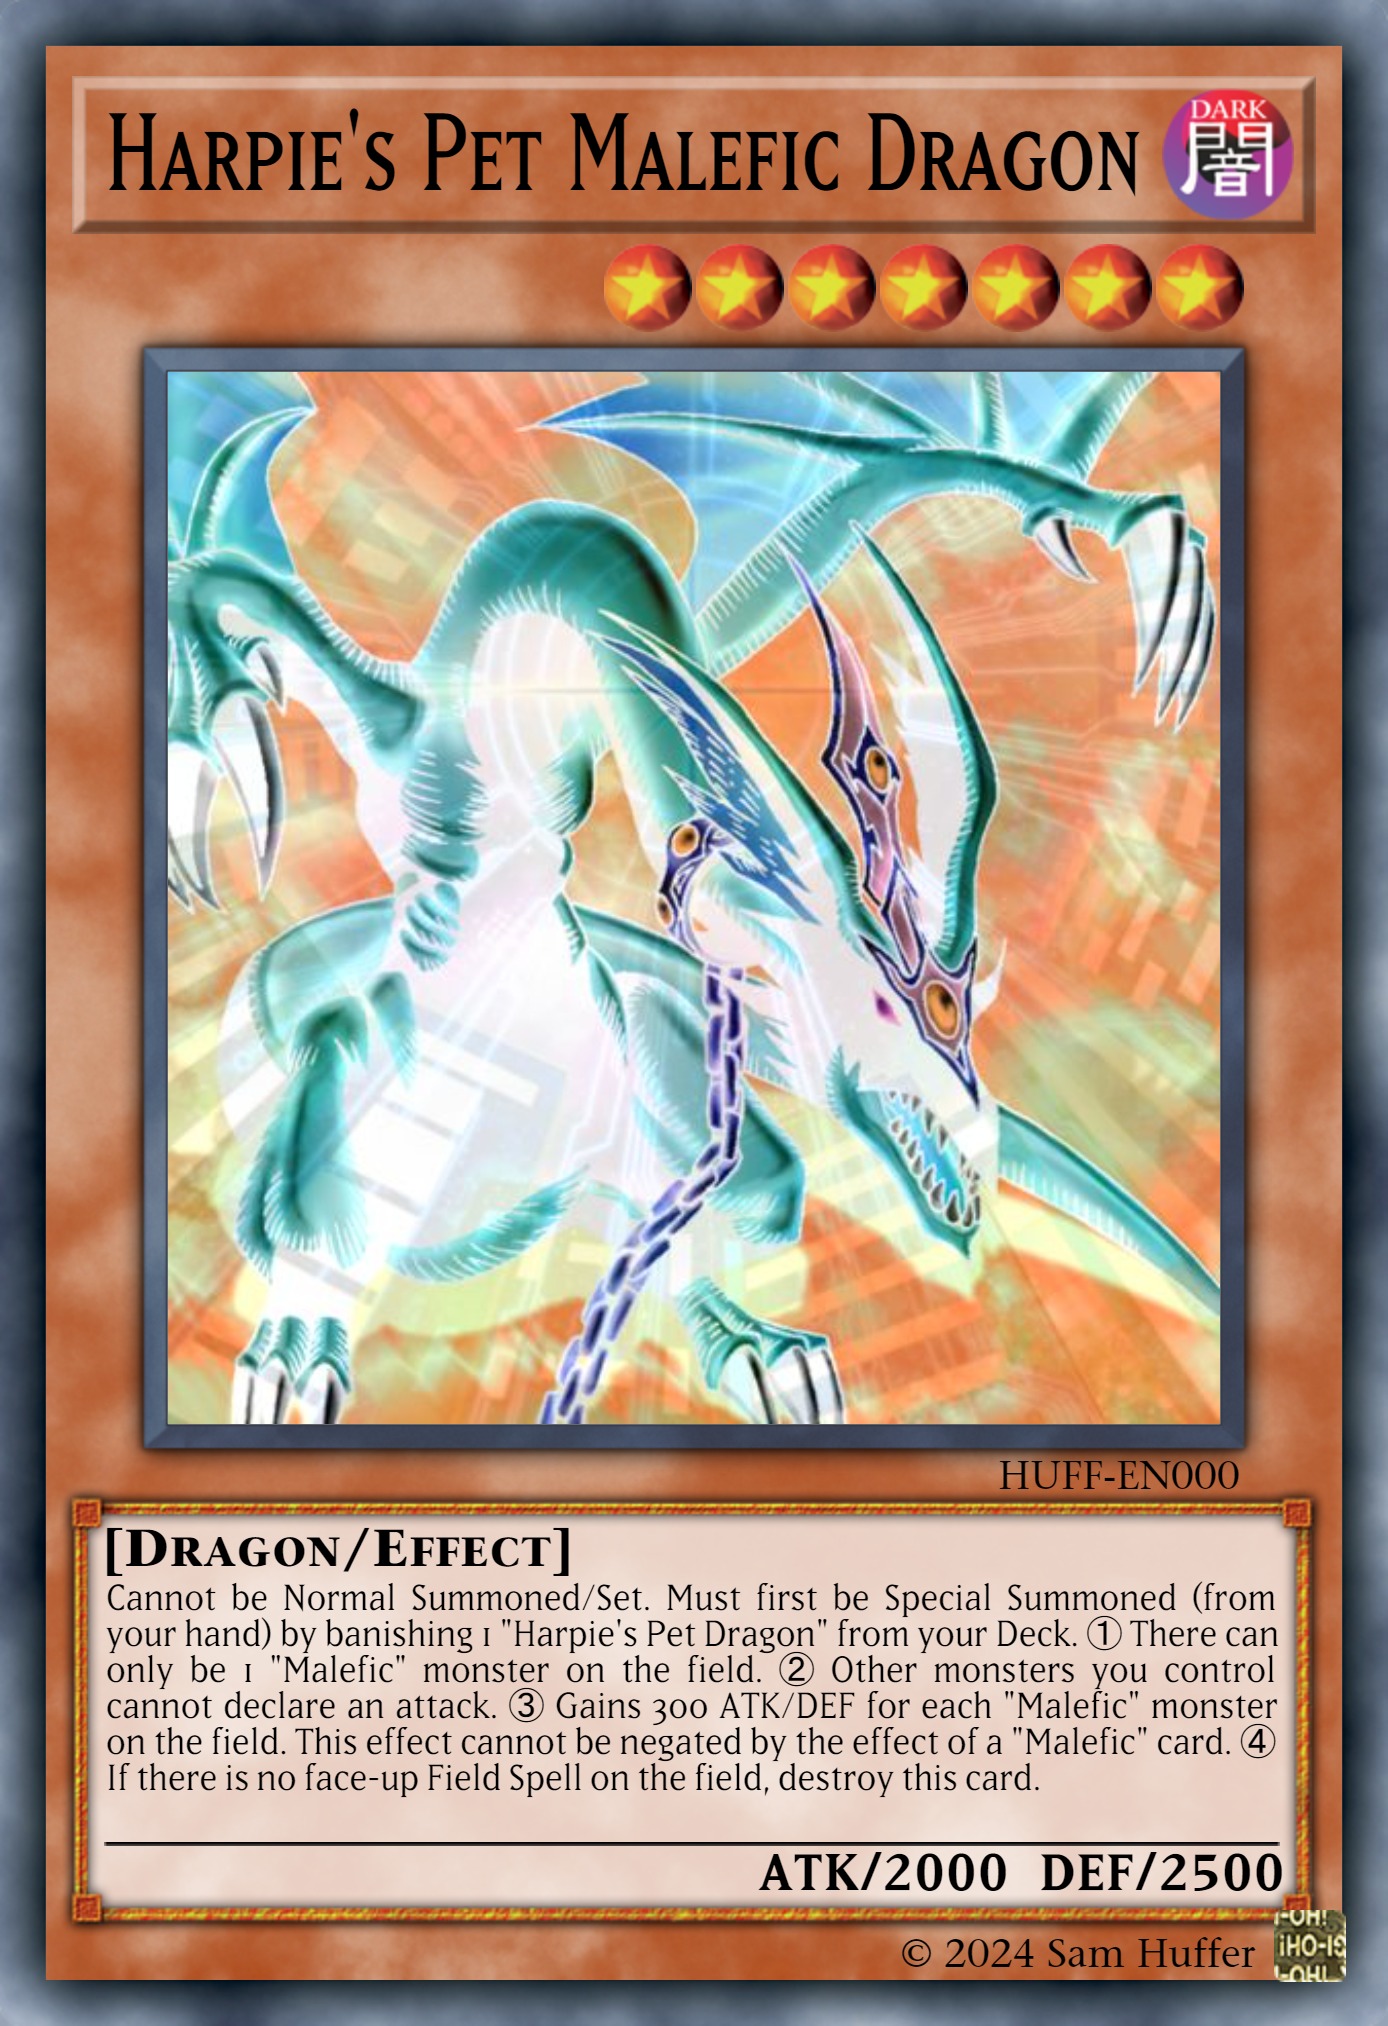 Harpie's Pet Malefic Dragon
DARK
闇
HUFF-EN000
[Dragon/Effect]
Cannot be Normal Summoned/Set. Must first be Special Summoned (from
your hand) by banishing 1 "Harpie's Pet Dragon" from your Deck. ① There can
only be 1 "Malefic" monster on the field. ② Other monsters you control
cannot declare an attack. ③ Gains 300 ATK/DEF for each "Malefic" monster
on the field. This effect cannot be negated by the effect of a "Malefic" card. ④
If there is no face-up Field Spell on the field, destroy this card.
ATK/2000 DEF/2500
© 2024 Sam Huffer